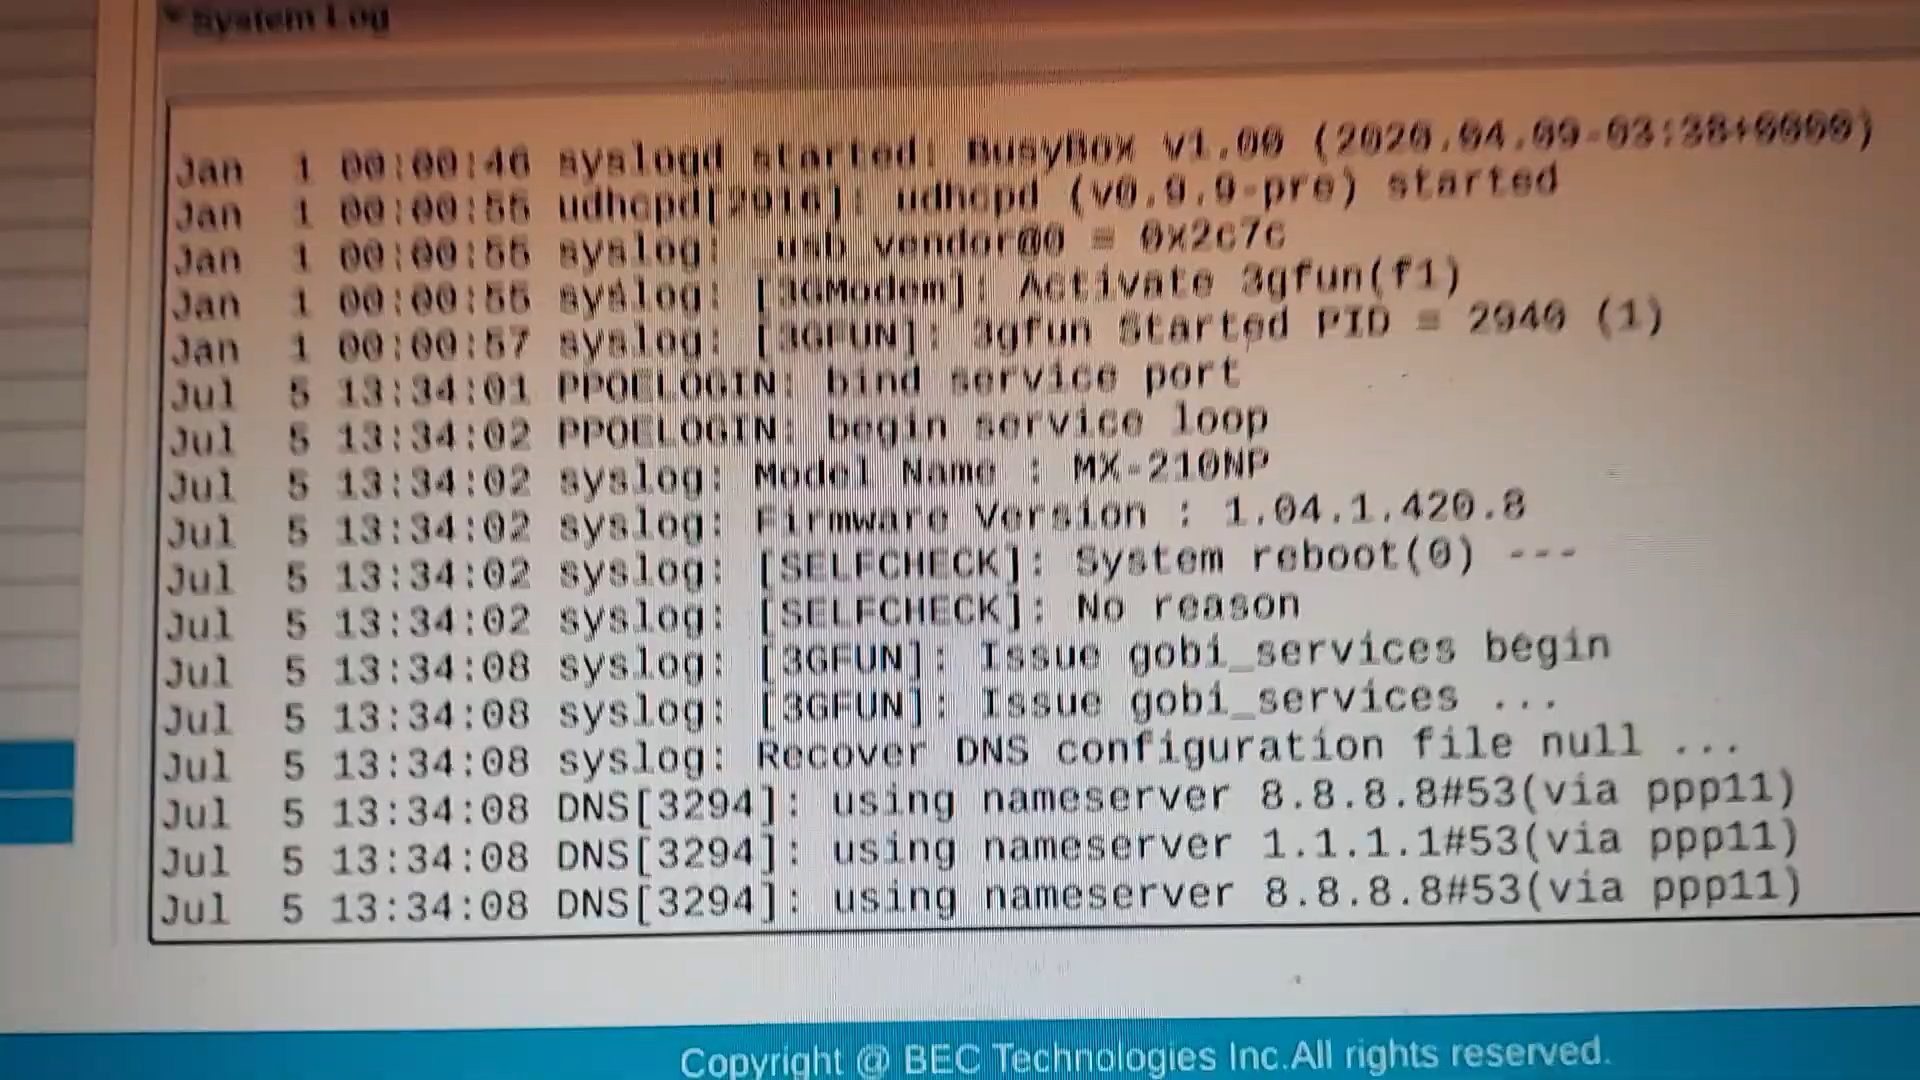 System Log
Jan  1 00:00:46 syslogd started: BusyBox v1.00 (2020.04.09-03:38+0000)
Jan  1 00:00:55 udhcpd[2916]: udhcpd (v0.9.9-pre) started
Jan  1 00:00:55 syslog:  usb vendor@0 = 0x2c7c
Jan  1 00:00:55 syslog: [3GModem]: Activate 3gfun(f1)
Jan  1 00:00:57 syslog: [3GFUN]: 3gfun Started PID = 2940 (1)
Jul  5 13:34:01 PPOELOGIN: bind service port
Jul  5 13:34:02 PPOELOGIN: begin service loop
Jul  5 13:34:02 syslog: Model Name : MX-210NP
Jul  5 13:34:02 syslog: Firmware Version : 1.04.1.420.8
Jul  5 13:34:02 syslog: [SELFCHECK]: System reboot(0) ---
Jul  5 13:34:02 syslog: [SELFCHECK]: No reason
Jul  5 13:34:08 syslog: [3GFUN]: Issue gobi_services begin
Jul  5 13:34:08 syslog: [3GFUN]: Issue gobi_services ...
Jul  5 13:34:08 syslog: Recover DNS configuration file null ...
Jul  5 13:34:08 DNS[3294]: using nameserver 8.8.8.8#53(via ppp11)
Jul  5 13:34:08 DNS[3294]: using nameserver 1.1.1.1#53(via ppp11)
Jul  5 13:34:08 DNS[3294]: using nameserver 8.8.8.8#53(via ppp11)
Copyright @ BEC Technologies Inc.All rights reserved.